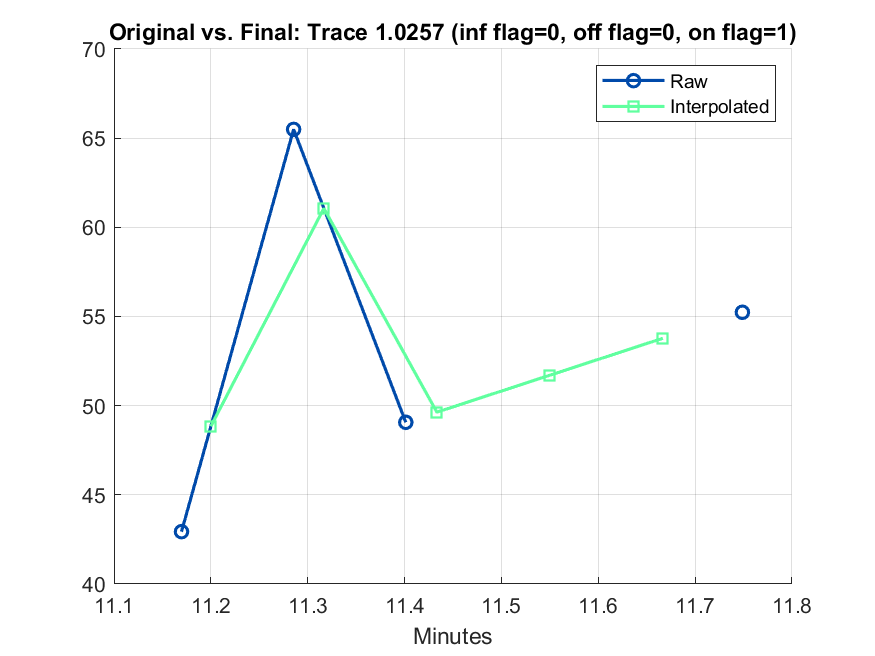 Original vs. Final: Trace 1.0257 (inf flag=0, off flag=0, on flag=1)
70
65
60
55
50
45
40
Raw
Interpolated
11.1 11.2 11.3 11.4 11.5 11.6 11.7 11.8
Minutes